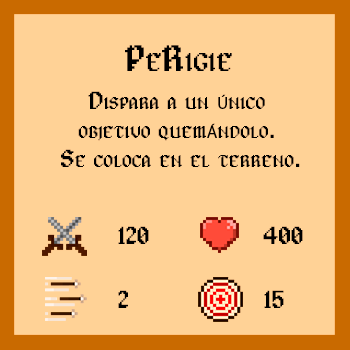 PeRigie
Dispara a un único
objetivo quemándolo.
Se coloca en el terreno.
120 400
2 15